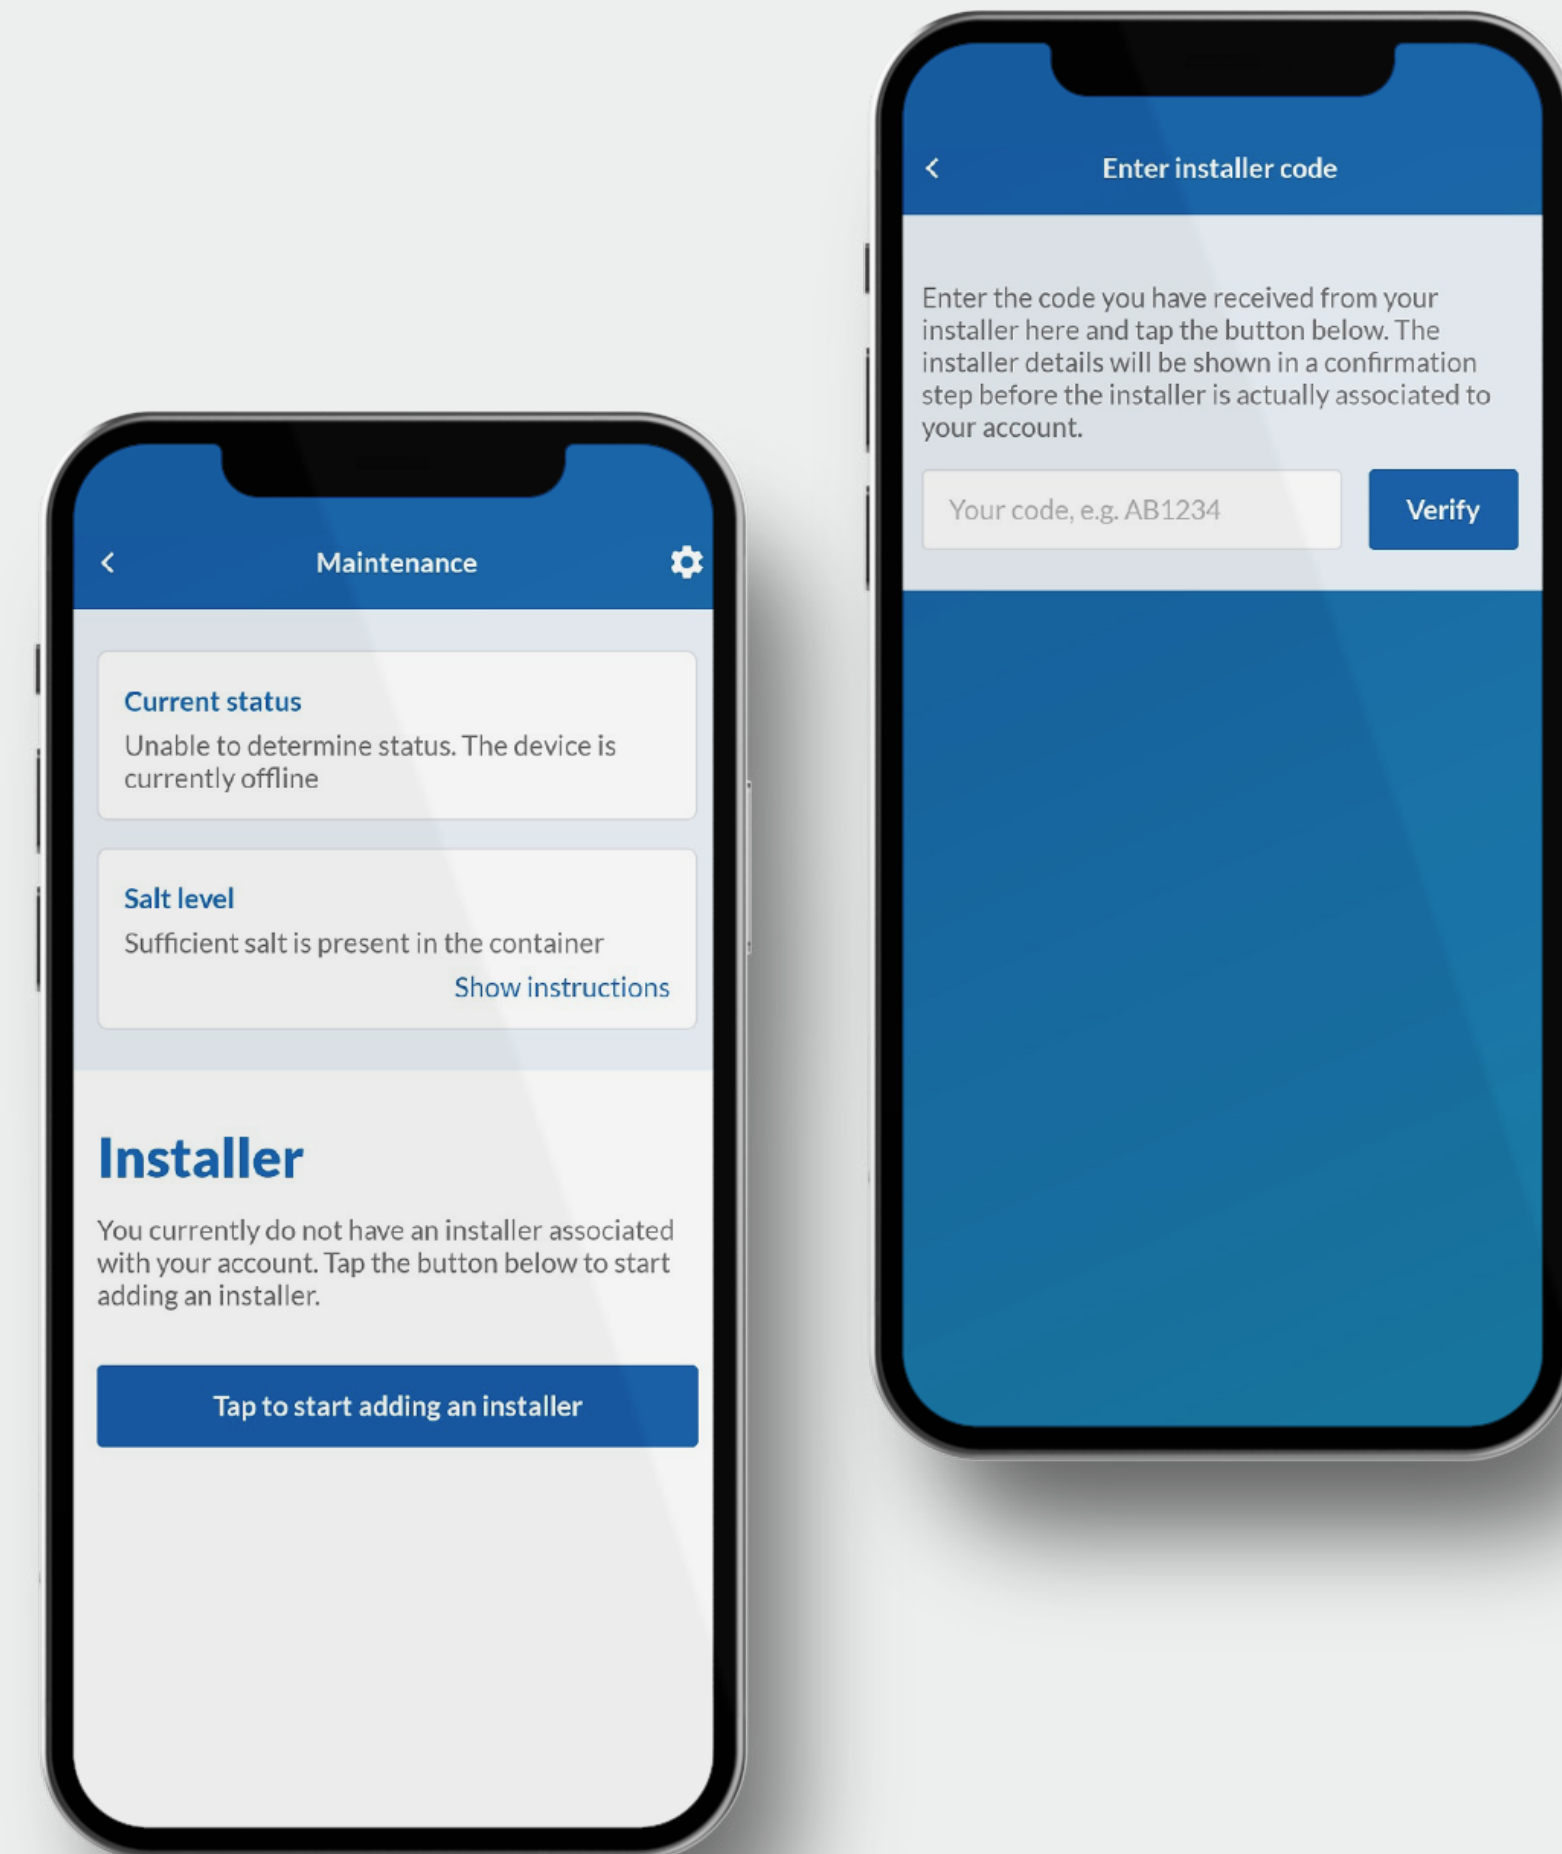 Maintenance
Current status
Unable to determine status. The device is
currently offline
Salt level
Sufficient salt is present in the container
Show instructions
Installer
You currently do not have an installer associated
with your account. Tap the button below to start
adding an installer.
Tap to start adding an installer
Enter installer code
Enter the code you have received from your
installer here and tap the button below. The
installer details will be shown in a confirmation
step before the installer is actually associated to
your account.
Your code, e.g. AB1234
Verify